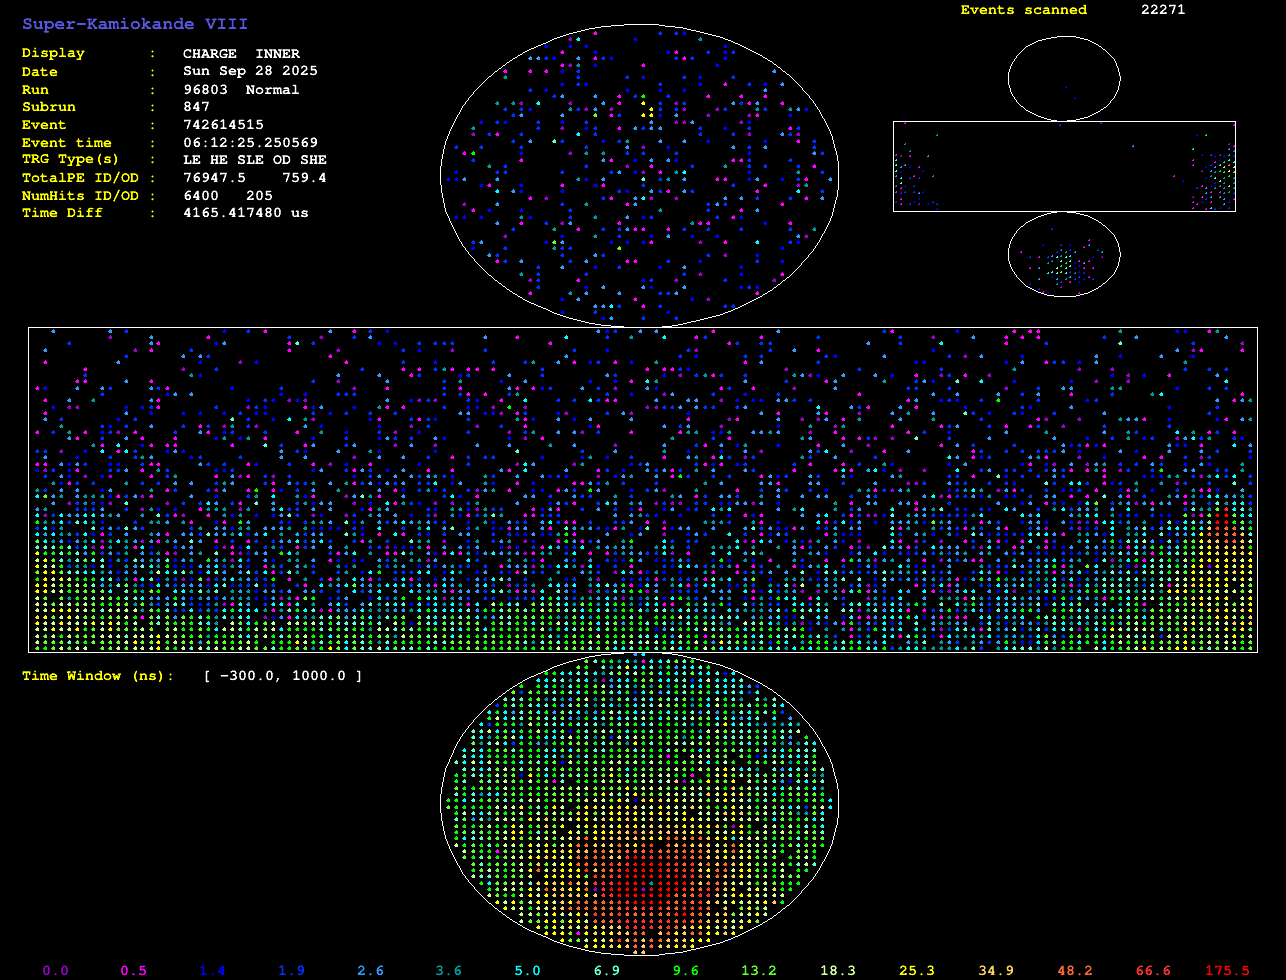 Super-Kamiokande VIII
Events scanned 22271
Display : CHARGE INNER
Date : Sun Sep 28 2025
Run : 96803 Normal
Subrun : 847
Event : 742614515
Event time : 06:12:25.250569
TRG Type(s) : LE HE SLE OD SHE
TotalPE ID/OD : 76947.5 759.4
NumHits ID/OD : 6400 205
Time Diff : 4165.417480 us
Time Window (ns): [ -300.0, 1000.0 ]
0.0 0.5 1.4 1.9 2.6 3.6 5.0 6.9 9.6 13.2 18.3 25.3 34.9 48.2 66.6 175.5